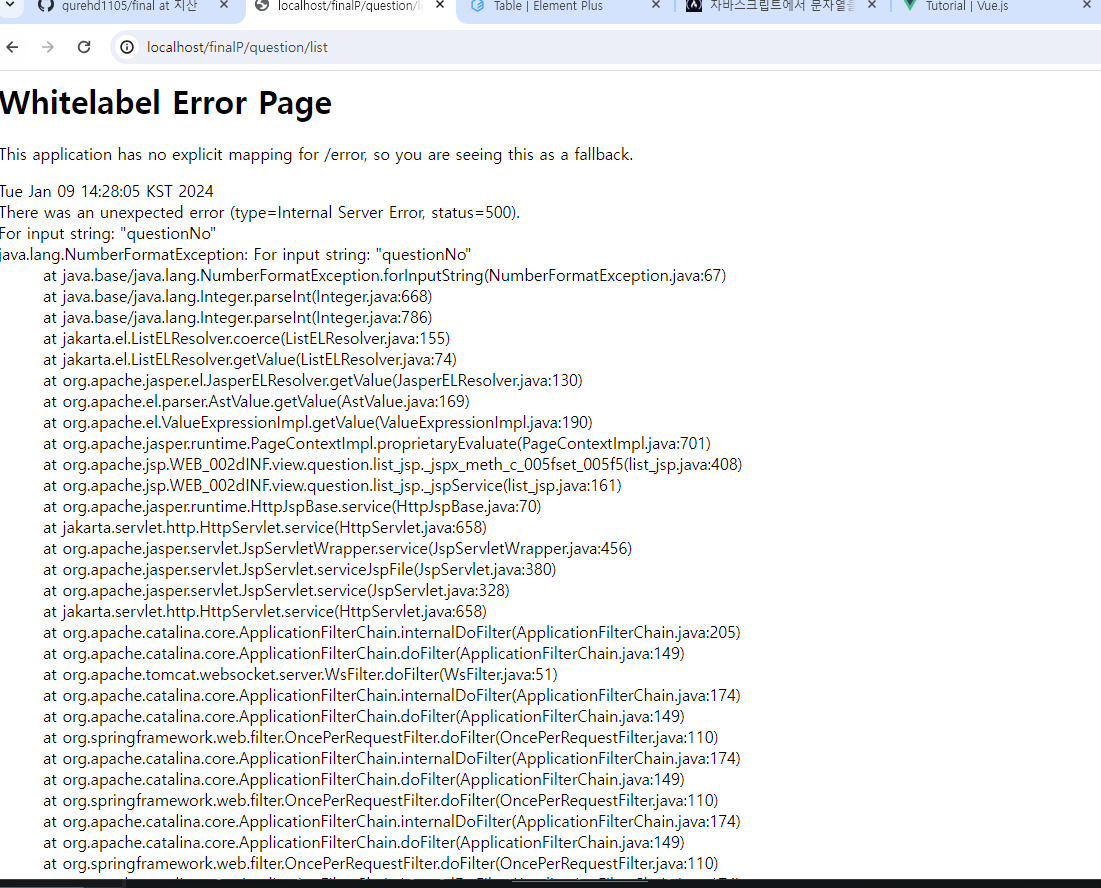 qurehd1105/final at 지산
localhost/finalP/question/l
Table | Element Plus
자바스크립트에서 문자열을
Tutorial | Vue.js
localhost/finalP/question/list
Whitelabel Error Page
This application has no explicit mapping for /error, so you are seeing this as a fallback.
Tue Jan 09 14:28:05 KST 2024
There was an unexpected error (type=Internal Server Error, status=500).
For input string: "questionNo"
java.lang.NumberFormatException: For input string: "questionNo"
at java.base/java.lang.NumberFormatException.forInputString(NumberFormatException.java:67)
at java.base/java.lang.Integer.parseInt(Integer.java:668)
at java.base/java.lang.Integer.parseInt(Integer.java:786)
at jakarta.el.ListELResolver.coerce(ListELResolver.java:155)
at jakarta.el.ListELResolver.getValue(ListELResolver.java:74)
at org.apache.jasper.el.JasperELResolver.getValue(JasperELResolver.java:130)
at org.apache.el.parser.AstValue.getValue(AstValue.java:169)
at org.apache.el.ValueExpressionImpl.getValue(ValueExpressionImpl.java:190)
at org.apache.jasper.runtime.PageContextImpl.proprietaryEvaluate(PageContextImpl.java:701)
at org.apache.jsp.WEB_002dINF.view.question.list_jsp._jspx_meth_c_005fset_005f5(list_jsp.java:408)
at org.apache.jsp.WEB_002dINF.view.question.list_jsp._jspService(list_jsp.java:161)
at org.apache.jasper.runtime.HttpJspBase.service(HttpJspBase.java:70)
at jakarta.servlet.http.HttpServlet.service(HttpServlet.java:658)
at org.apache.jasper.servlet.JspServletWrapper.service(JspServletWrapper.java:456)
at org.apache.jasper.servlet.JspServlet.serviceJspFile(JspServlet.java:380)
at org.apache.jasper.servlet.JspServlet.service(JspServlet.java:328)
at jakarta.servlet.http.HttpServlet.service(HttpServlet.java:658)
at org.apache.catalina.core.ApplicationFilterChain.internalDoFilter(ApplicationFilterChain.java:205)
at org.apache.catalina.core.ApplicationFilterChain.doFilter(ApplicationFilterChain.java:149)
at org.apache.tomcat.websocket.server.WsFilter.doFilter(WsFilter.java:51)
at org.apache.catalina.core.ApplicationFilterChain.internalDoFilter(ApplicationFilterChain.java:174)
at org.apache.catalina.core.ApplicationFilterChain.doFilter(ApplicationFilterChain.java:149)
at org.springframework.web.filter.OncePerRequestFilter.doFilter(OncePerRequestFilter.java:110)
at org.apache.catalina.core.ApplicationFilterChain.internalDoFilter(ApplicationFilterChain.java:174)
at org.apache.catalina.core.ApplicationFilterChain.doFilter(ApplicationFilterChain.java:149)
at org.springframework.web.filter.OncePerRequestFilter.doFilter(OncePerRequestFilter.java:110)
at org.apache.catalina.core.ApplicationFilterChain.internalDoFilter(ApplicationFilterChain.java:174)
at org.apache.catalina.core.ApplicationFilterChain.doFilter(ApplicationFilterChain.java:149)
at org.springframework.web.filter.OncePerRequestFilter.doFilter(OncePerRequestFilter.java:110)